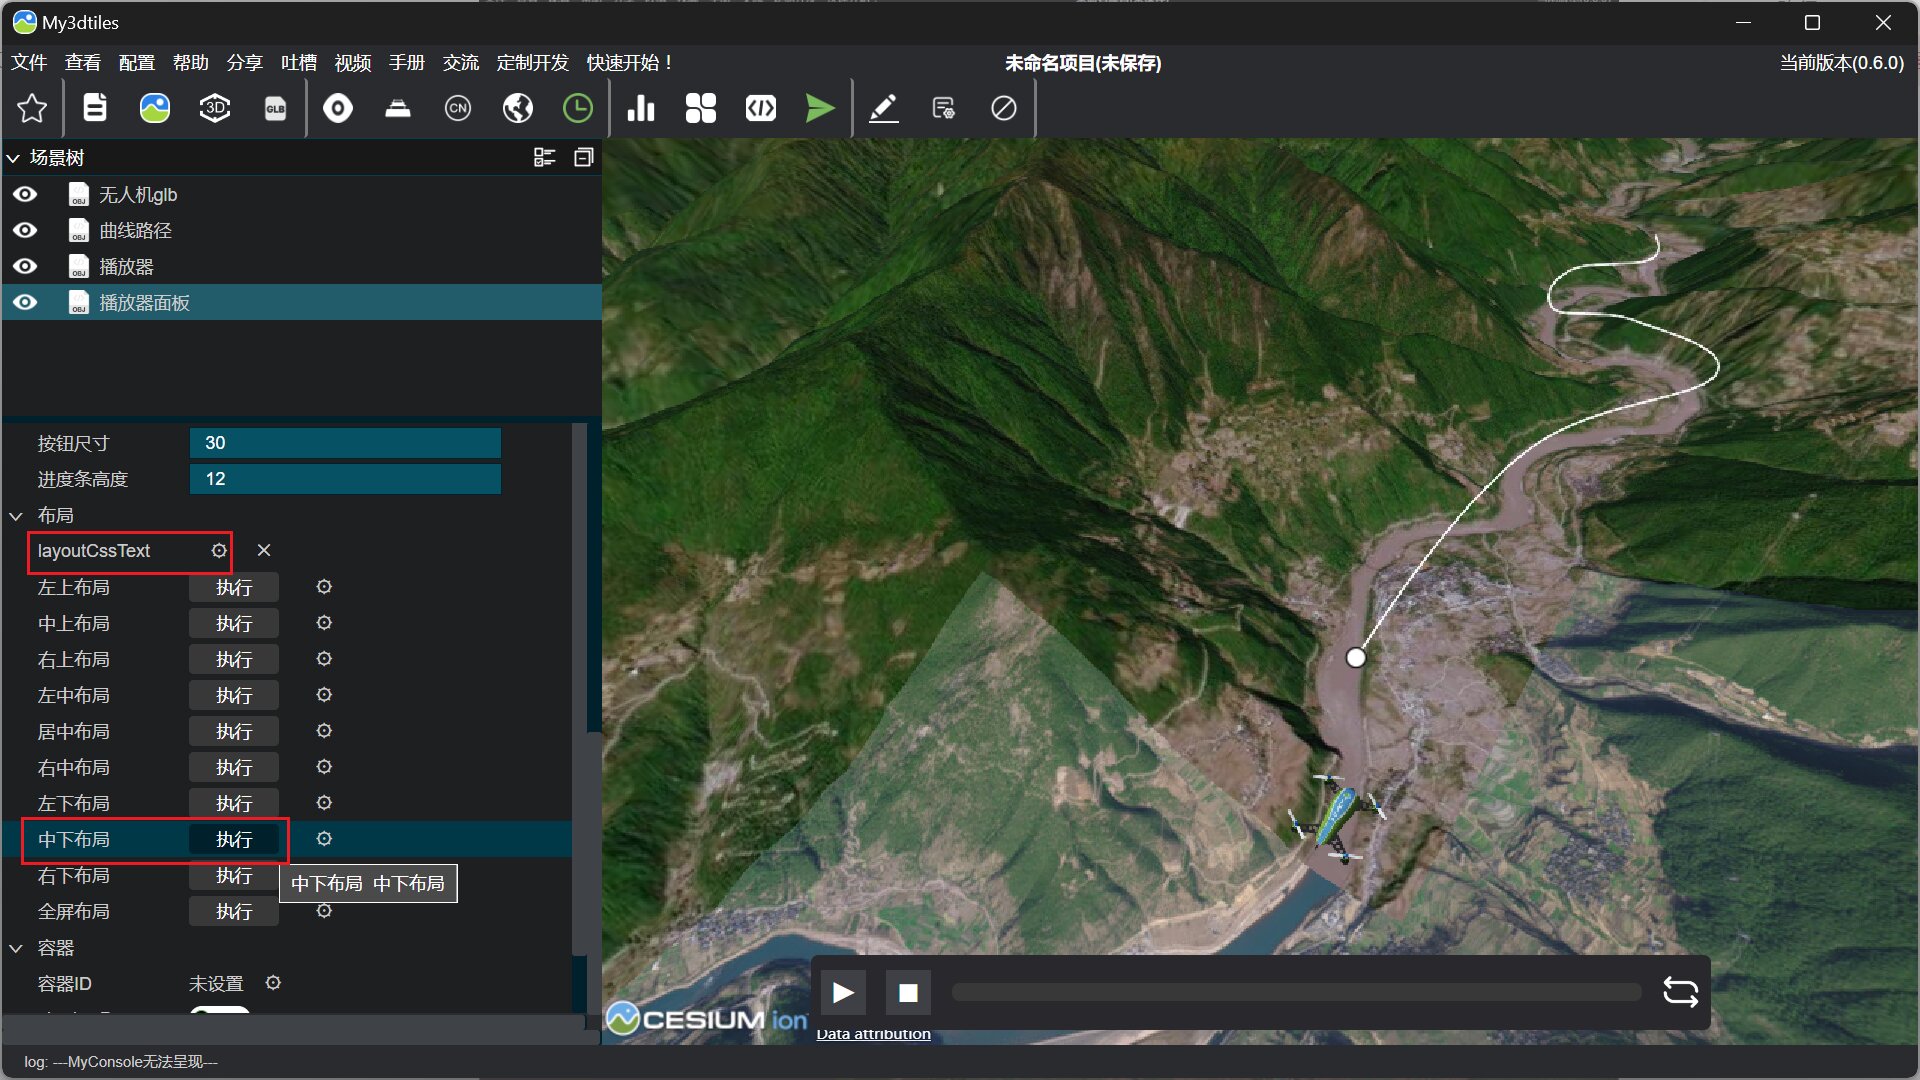 My3dtiles
文件 查看 配置 帮助 分享 吐槽 视频 手册 交流 定制开发 快速开始！ 未命名项目(未保存) 当前版本(0.6.0)
3D GLB CN
场景树
OBJ 无人机glb
OBJ 曲线路径
OBJ 播放器
OBJ 播放器面板
按钮尺寸 30
进度条高度 12
布局
layoutCssText
左上布局 执行
中上布局 执行
右上布局 执行
左中布局 执行
居中布局 执行
右中布局 执行
左下布局 执行
中下布局 执行
右下布局 执行
中下布局 中下布局
全屏布局 执行
容器
容器ID 未设置
CESIUM ion
Data attribution
log: ---MyConsole无法呈现---